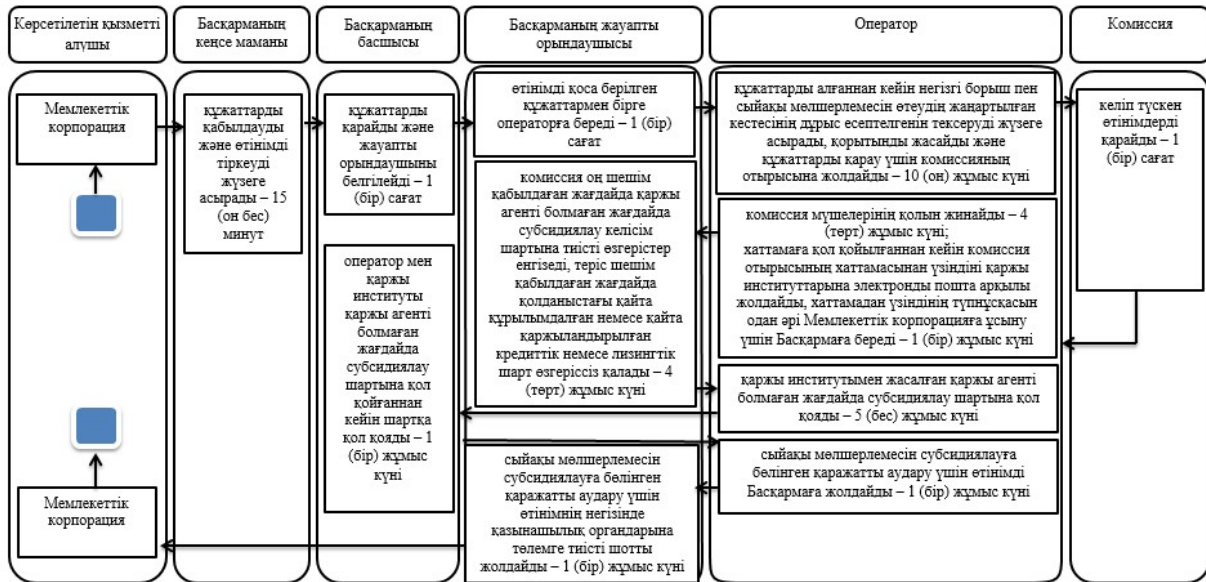 Көрсетілетін қызметті
алушы
Басқарманың
кеңсе маманы
Басқарманың
басшысы
Басқарманың жауапты
орындаушысы
Оператор
Комиссия
Мемлекеттік
корпорация
құжаттарды
қабылдауды
және өтінімді
тіркеуді
жүзеге
асырады – 15
(он бес)
минут
құжаттарды
қарайды және
жауапты
орындаушыны
белгілейді – 1
(бір) сағат
өтінімді қоса берілген
құжаттармен бірге
операторға береді – 1 (бір)
сағат
құжаттарды алғаннан кейін негізгі борыш пен
сыйақы мөлшерлемесін өтеудің жаңартылған
кестесінің дұрыс есептелгенін тексеруді жүзеге
асырады, қорытынды жасайды және
құжаттарды қарау үшін комиссияның
отырысына жолдайды – 10 (он) жұмыс күні
келіп түскен
өтінімдерді
қарайды – 1
(бір) сағат
комиссия оң шешім
қабылдаған жағдайда қаржы
агенті болмаған жағдайда
субсидиялау келісім
шартына тиісті өзгерістер
енгізеді, теріс шешім
қабылдаған жағдайда
қолданыстағы қайта
құрылымдалған немесе қайта
қаржыландырылған
кредиттік немесе лизингтік
шарт өзгеріссіз қалады – 4
(төрт) жұмыс күні
комиссия мүшелерінің қолын жинайды – 4
(төрт) жұмыс күні;
хаттамаға қол қойылғаннан кейін комиссия
отырысының хаттамасынан үзіндіні қаржы
институттарына электронды пошта арқылы
жолдайды, хаттамадан үзіндінің түпнұсқасын
одан әрі Мемлекеттік корпорацияға ұсыну
үшін Басқармаға береді – 1 (бір) жұмыс күні
оператор мен
қаржы
институты
қаржы агенті
болмаған
жағдайда
субсидиялау
шартына қол
қойғаннан
кейін шартқа
қол қояды – 1
(бір) жұмыс
күні
қаржы институтымен жасалған қаржы агенті
болмаған жағдайда субсидиялау шартына қол
қояды – 5 (бес) жұмыс күні
сыйақы мөлшерлемесін субсидиялауға
бөлінген қаражатты аудару үшін өтінімді
Басқармаға жолдайды – 1 (бір) жұмыс күні
сыйақы мөлшерлемесін
субсидиялауға бөлінген
қаражатты аудару үшін
өтінімнің негізінде
қазынашылық органдарына
төлемге тиісті шотты
жолдайды – 1 (бір) жұмыс күні
Мемлекеттік
корпорация